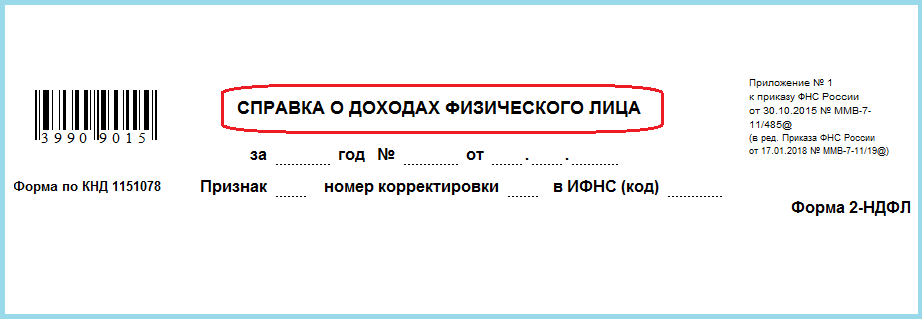 3990 9015
Форма по КНД 1151078
СПРАВКА О ДОХОДАХ ФИЗИЧЕСКОГО ЛИЦА
за год № от . .
Признак номер корректировки в ИФНС (код)
Приложение № 1
к приказу ФНС России
от 30.10.2015 № ММВ-7-
11/485@
(в ред. Приказа ФНС России
от 17.01.2018 № ММВ-7-11/19@)
Форма 2-НДФЛ